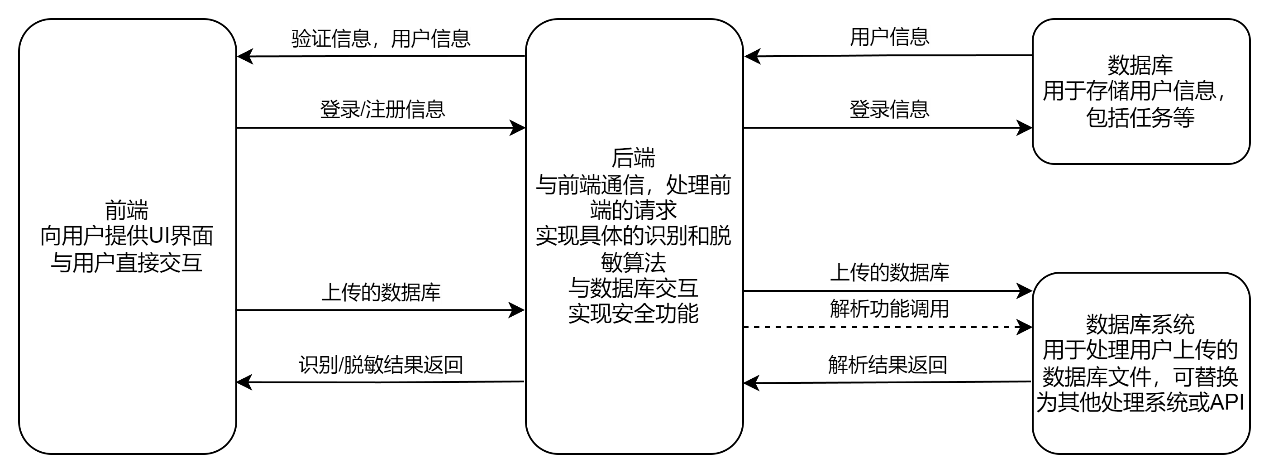 验证信息，用户信息
登录/注册信息
前端
向用户提供UI界面
与用户直接交互
上传的数据库
识别/脱敏结果返回
后端
与前端通信，处理前
端的请求
实现具体的识别和脱
敏算法
与数据库交互
实现安全功能
用户信息
登录信息
数据库
用于存储用户信息，
包括任务等
上传的数据库
解析功能调用
解析结果返回
数据库系统
用于处理用户上传的
数据库文件，可替换
为其他处理系统或API